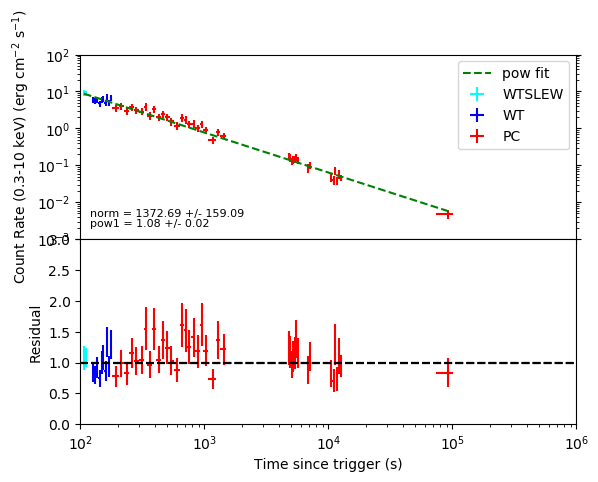 Count Rate (0.3-10 keV) (erg cm⁻² s⁻¹)
10²
10¹
10⁰
10⁻¹
10⁻²
10⁻³
pow fit
WTSLEW
WT
PC
norm = 1372.69 +/- 159.09
pow1 = 1.08 +/- 0.02
Residual
3.0
2.5
2.0
1.5
1.0
0.5
0.0
10² 10³ 10⁴ 10⁵ 10⁶
Time since trigger (s)